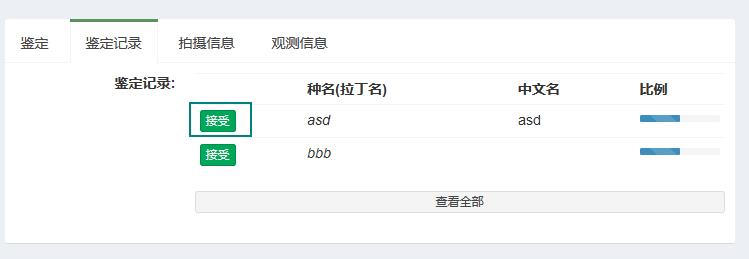 鉴定 鉴定记录 拍摄信息 观测信息
鉴定记录: 种名(拉丁名) 中文名 比例
接受 asd asd
接受 bbb
查看全部